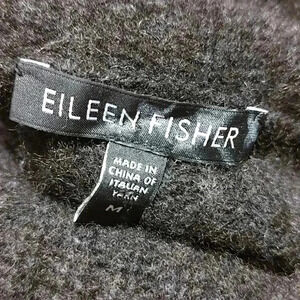 EILEEN FISHER
MADE IN
CHINA OF
ITALIAN
YARN
M